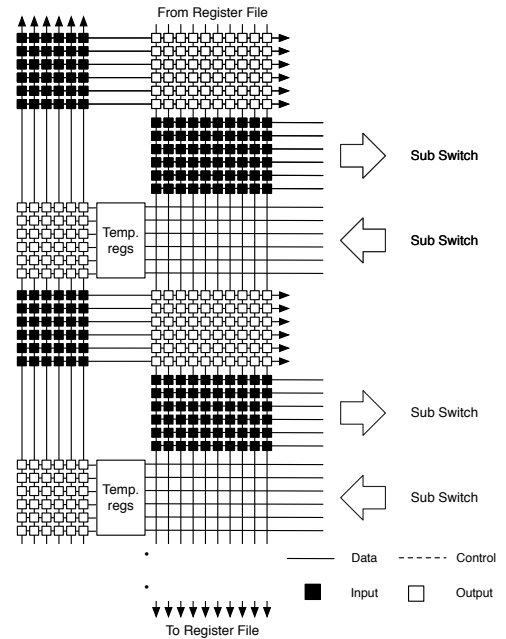 From Register File
Sub Switch
Temp.
regs
Sub Switch
Sub Switch
Temp.
regs
Sub Switch
Data
Control
Input
Output
To Register File